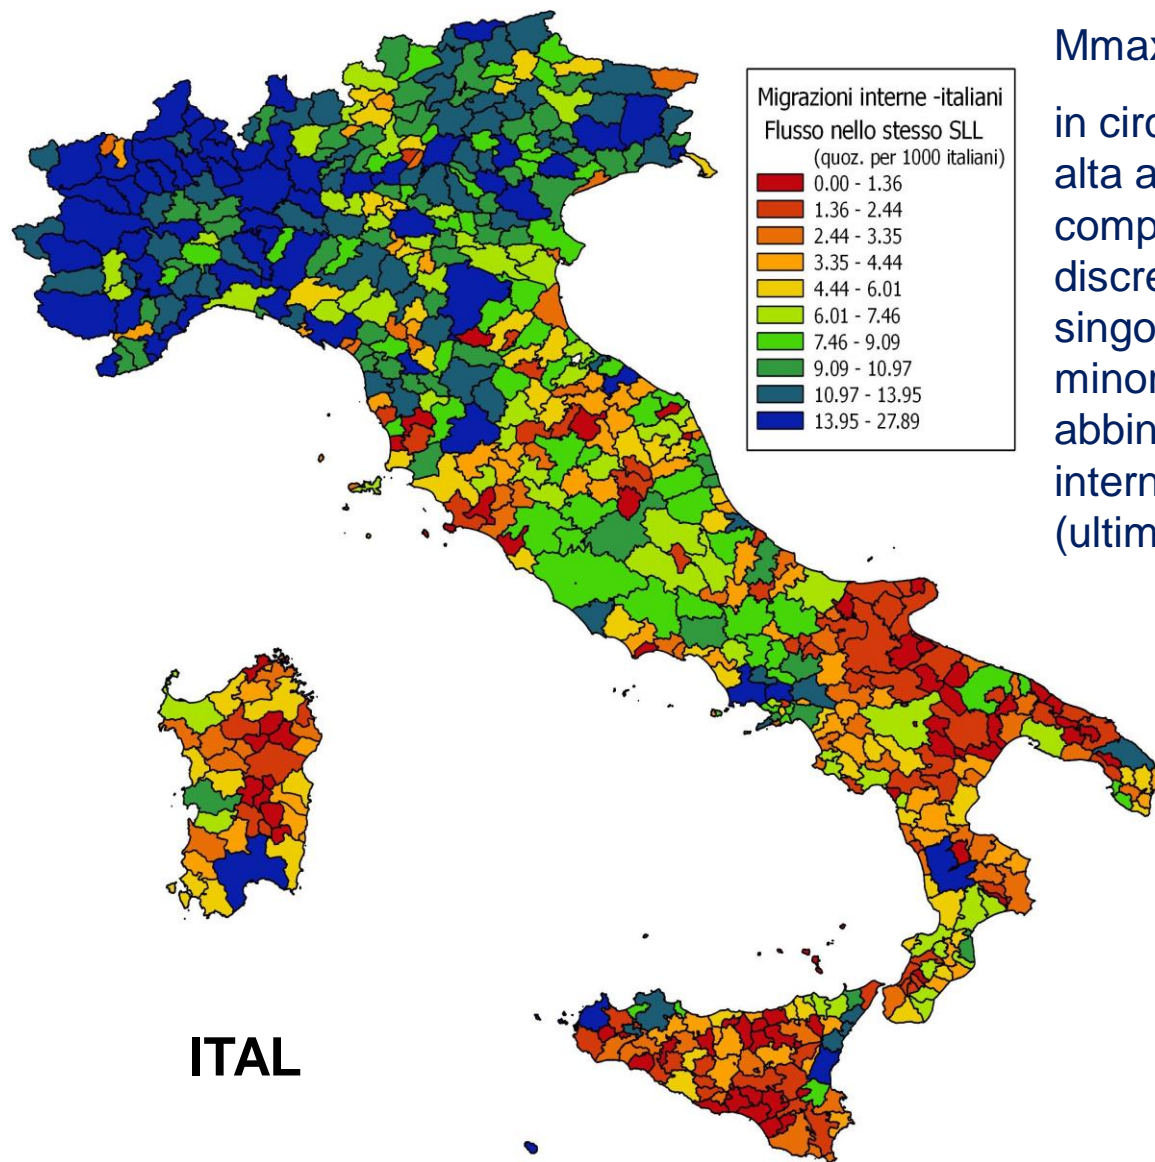 Mmax
in circ
alta a
comp
discre
singo
minor
abbin
intern
(ultim
Migrazioni interne -italiani
Flusso nello stesso SLL
(quoz. per 1000 italiani)
0.00 - 1.36
1.36 - 2.44
2.44 - 3.35
3.35 - 4.44
4.44 - 6.01
6.01 - 7.46
7.46 - 9.09
9.09 - 10.97
10.97 - 13.95
13.95 - 27.89
ITAL